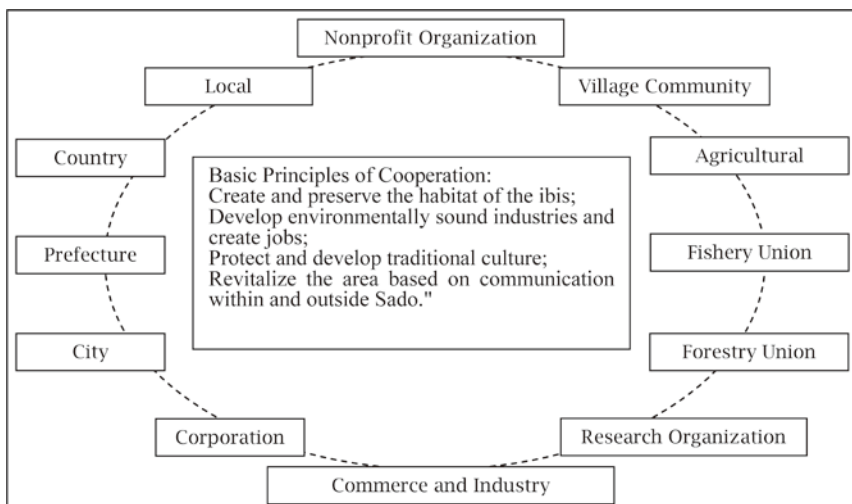 Nonprofit Organization
Local
Village Community
Country
Agricultural
Basic Principles of Cooperation:
Create and preserve the habitat of the ibis;
Develop environmentally sound industries and
create jobs;
Protect and develop traditional culture;
Revitalize the area based on communication
within and outside Sado."
Prefecture
Fishery Union
City
Forestry Union
Corporation
Research Organization
Commerce and Industry